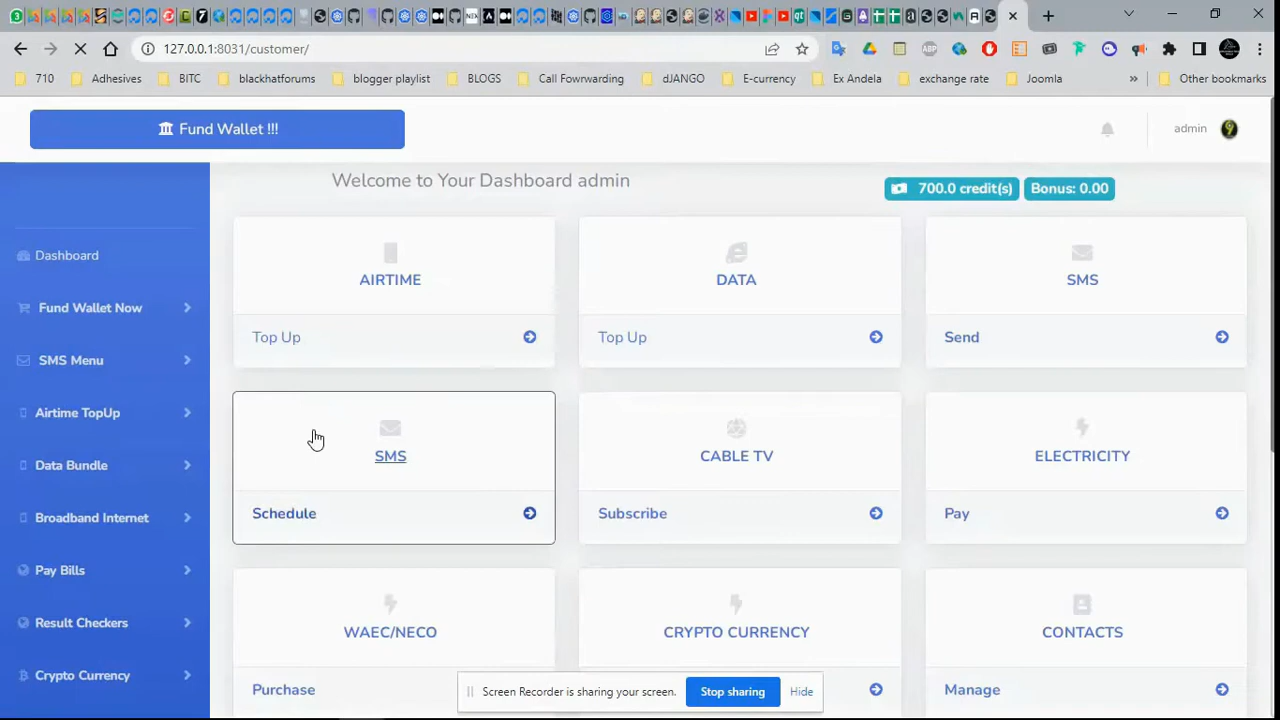 127.0.0.1:8031/customer/
710
Adhesives
BITC
blackhatforums
blogger playlist
BLOGS
Call Fowrwarding
dJANGO
E-currency
Ex Andela
exchange rate
Joomla
»
Other bookmarks
Fund Wallet !!!
admin
Welcome to Your Dashboard admin
700.0 credit(s)
Bonus: 0.00
Dashboard
Fund Wallet Now
SMS Menu
Airtime TopUp
Data Bundle
Broadband Internet
Pay Bills
Result Checkers
Crypto Currency
AIRTIME
Top Up
DATA
Top Up
SMS
Send
SMS
Schedule
CABLE TV
Subscribe
ELECTRICITY
Pay
WAEC/NECO
Purchase
CRYPTO CURRENCY
CONTACTS
Manage
Screen Recorder is sharing your screen.
Stop sharing
Hide